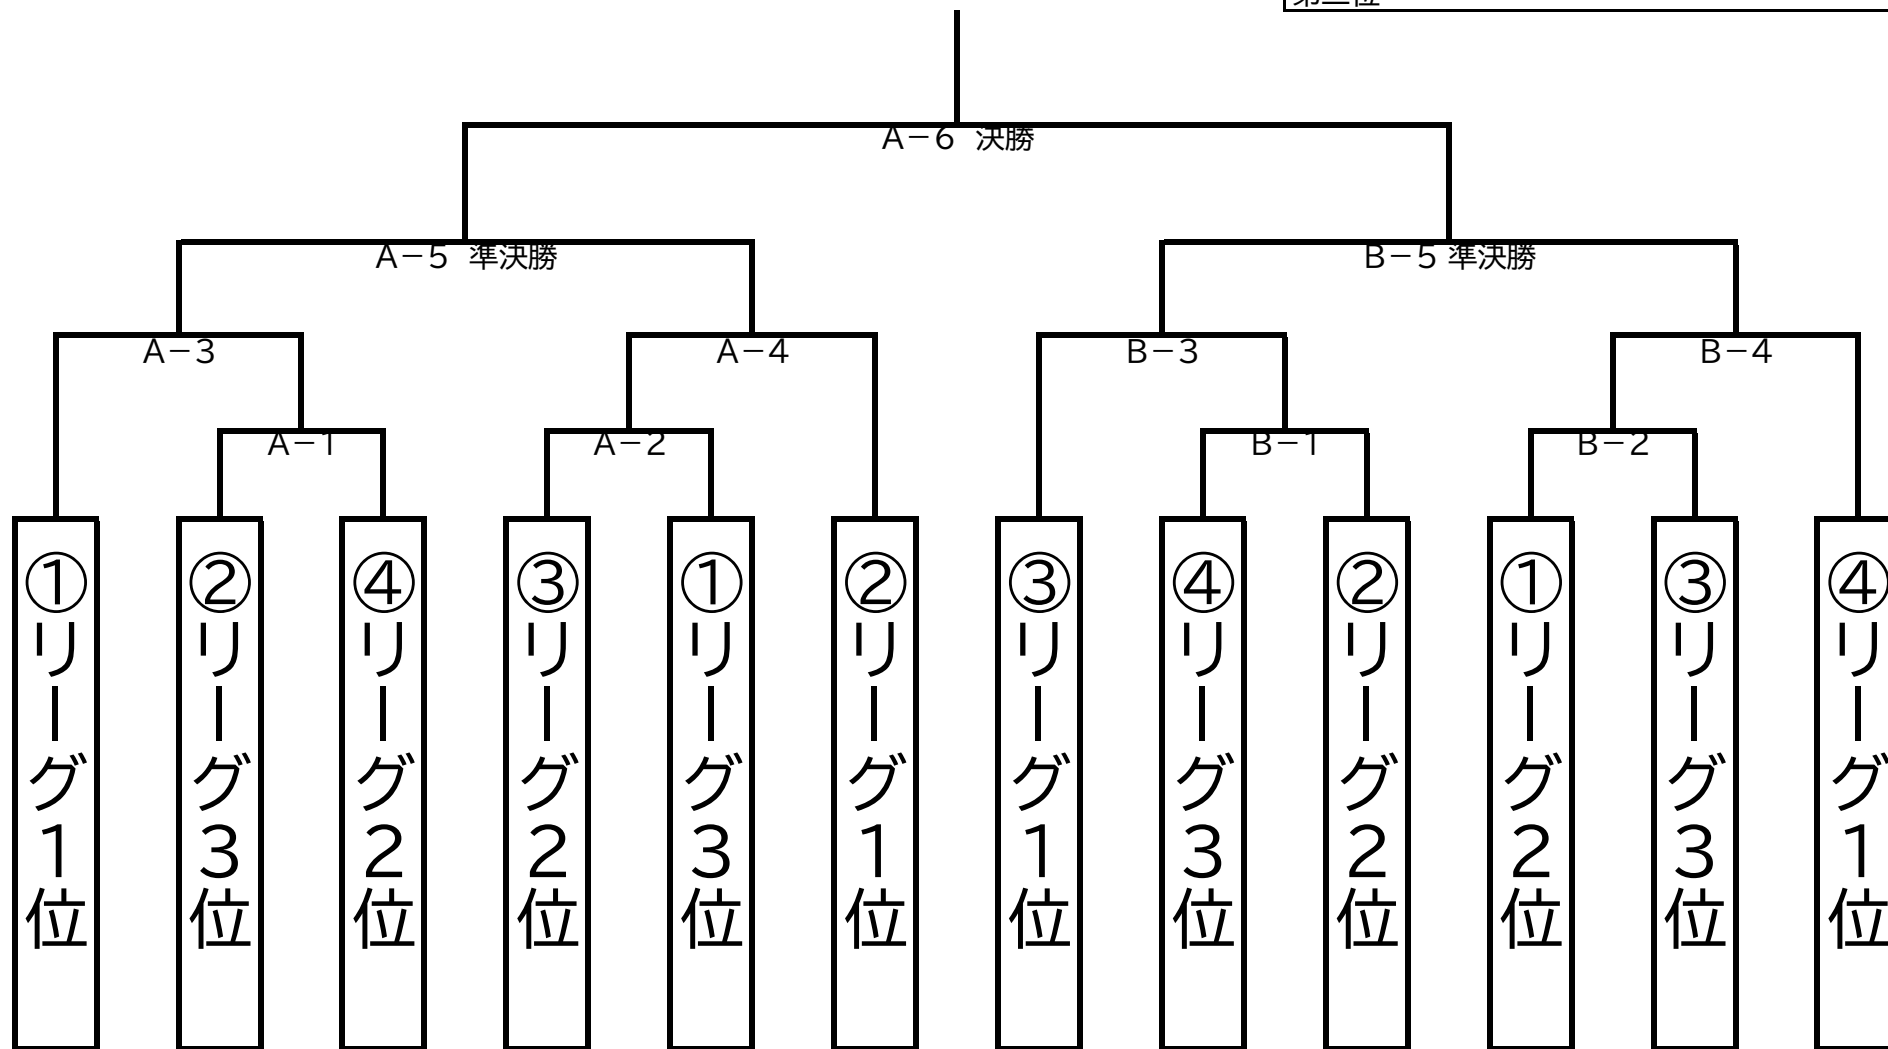 A－6 決勝
A－5 準決勝
B－5 準決勝
A－3
A－4
B－3
B－4
A－1
A－2
B－1
B－2
①リーグ1位
②リーグ3位
④リーグ2位
③リーグ2位
①リーグ3位
②リーグ1位
③リーグ1位
④リーグ3位
②リーグ2位
①リーグ2位
③リーグ3位
④リーグ1位